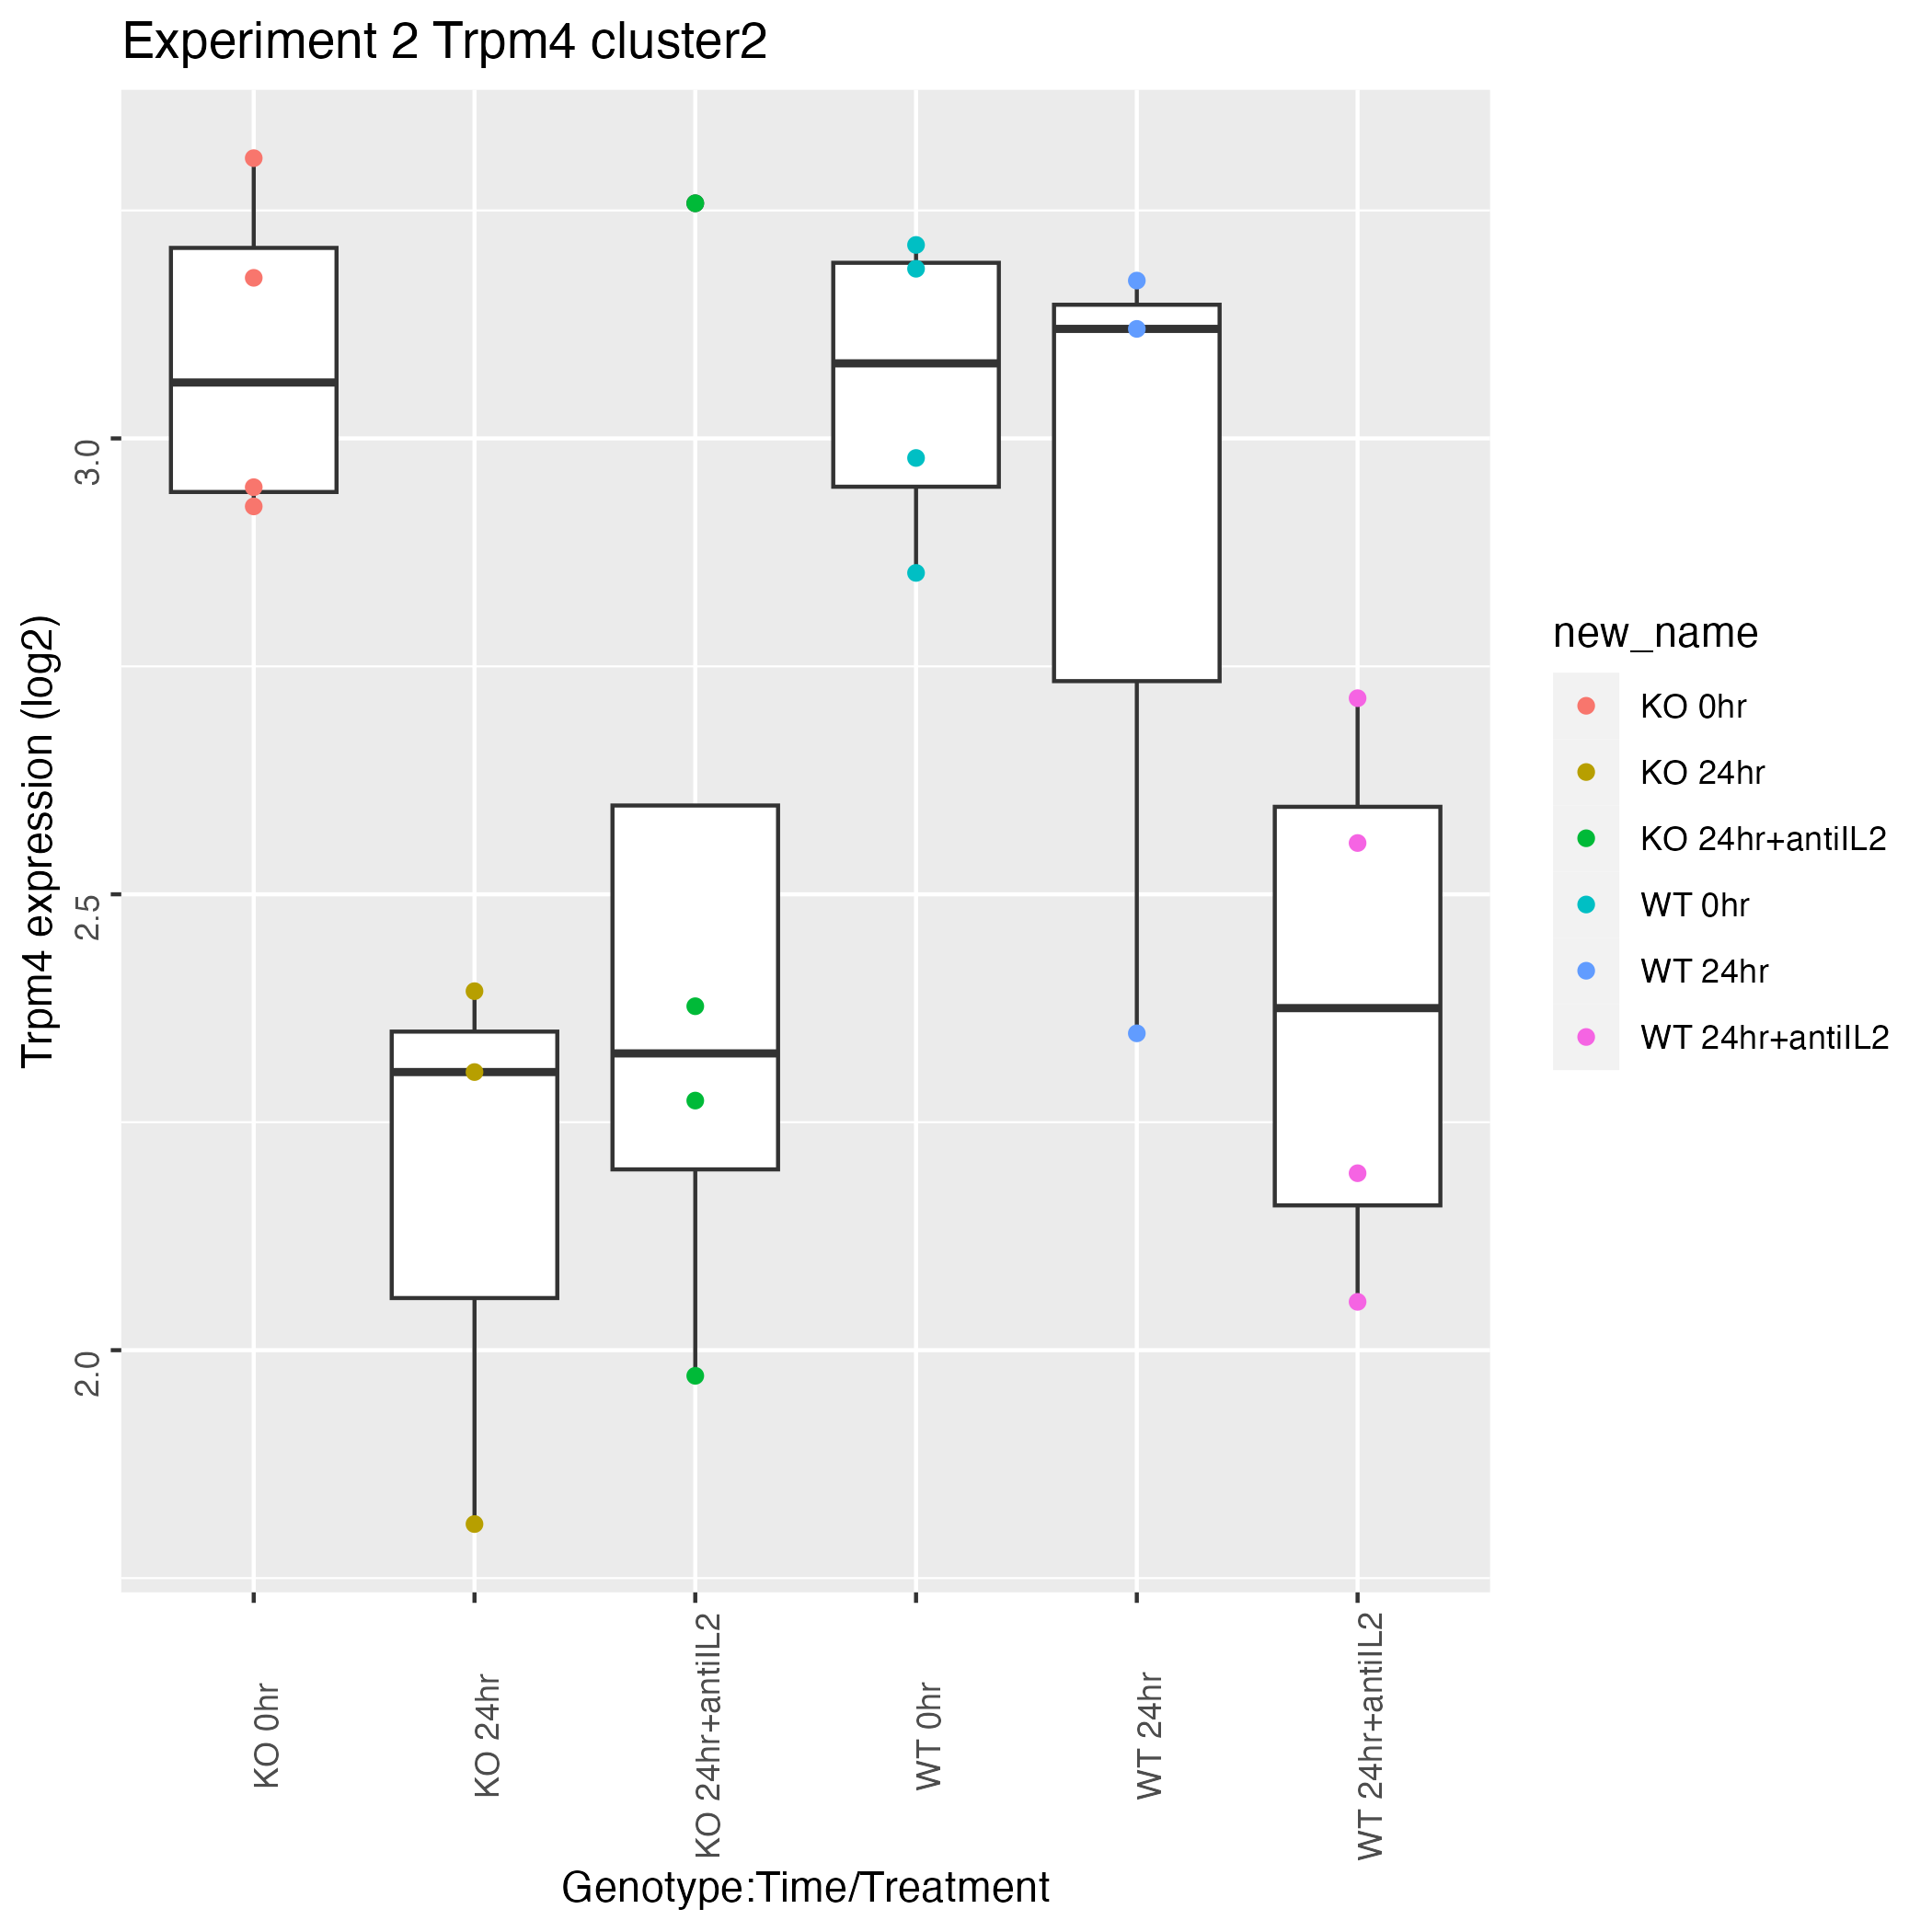 Experiment 2 Trpm4 cluster2
Trpm4 expression (log2)
3.0
2.5
2.0
KO 0hr
KO 24hr
KO 24hr+antiIL2
WT 0hr
WT 24hr
WT 24hr+antiIL2
Genotype:Time/Treatment
new_name
KO 0hr
KO 24hr
KO 24hr+antiIL2
WT 0hr
WT 24hr
WT 24hr+antiIL2